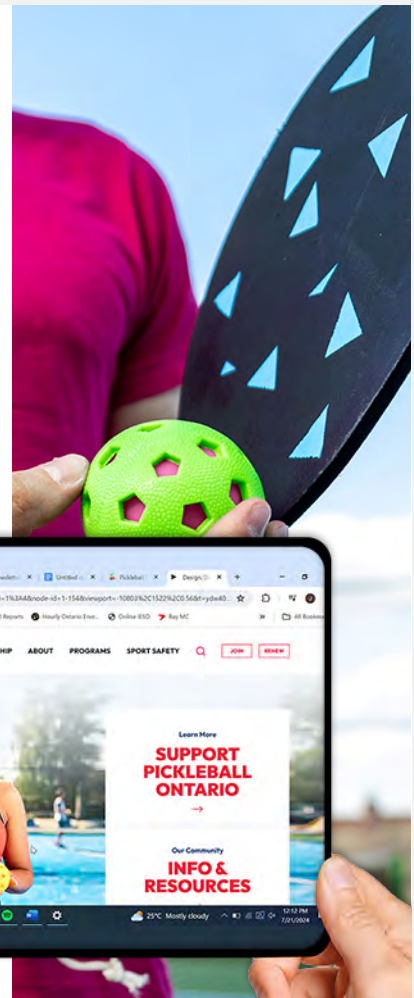 Untitled
Pickleball
Design
Reports
Hourly Ontario Ener...
Online IESO
Bay MC
All Bookm
HIP ABOUT PROGRAMS SPORT SAFETY JOIN RENEW
Learn More
SUPPORT
PICKLEBALL
ONTARIO
→
Our Community
INFO &
RESOURCES
25°C Mostly cloudy
12:12 PM
7/21/2024